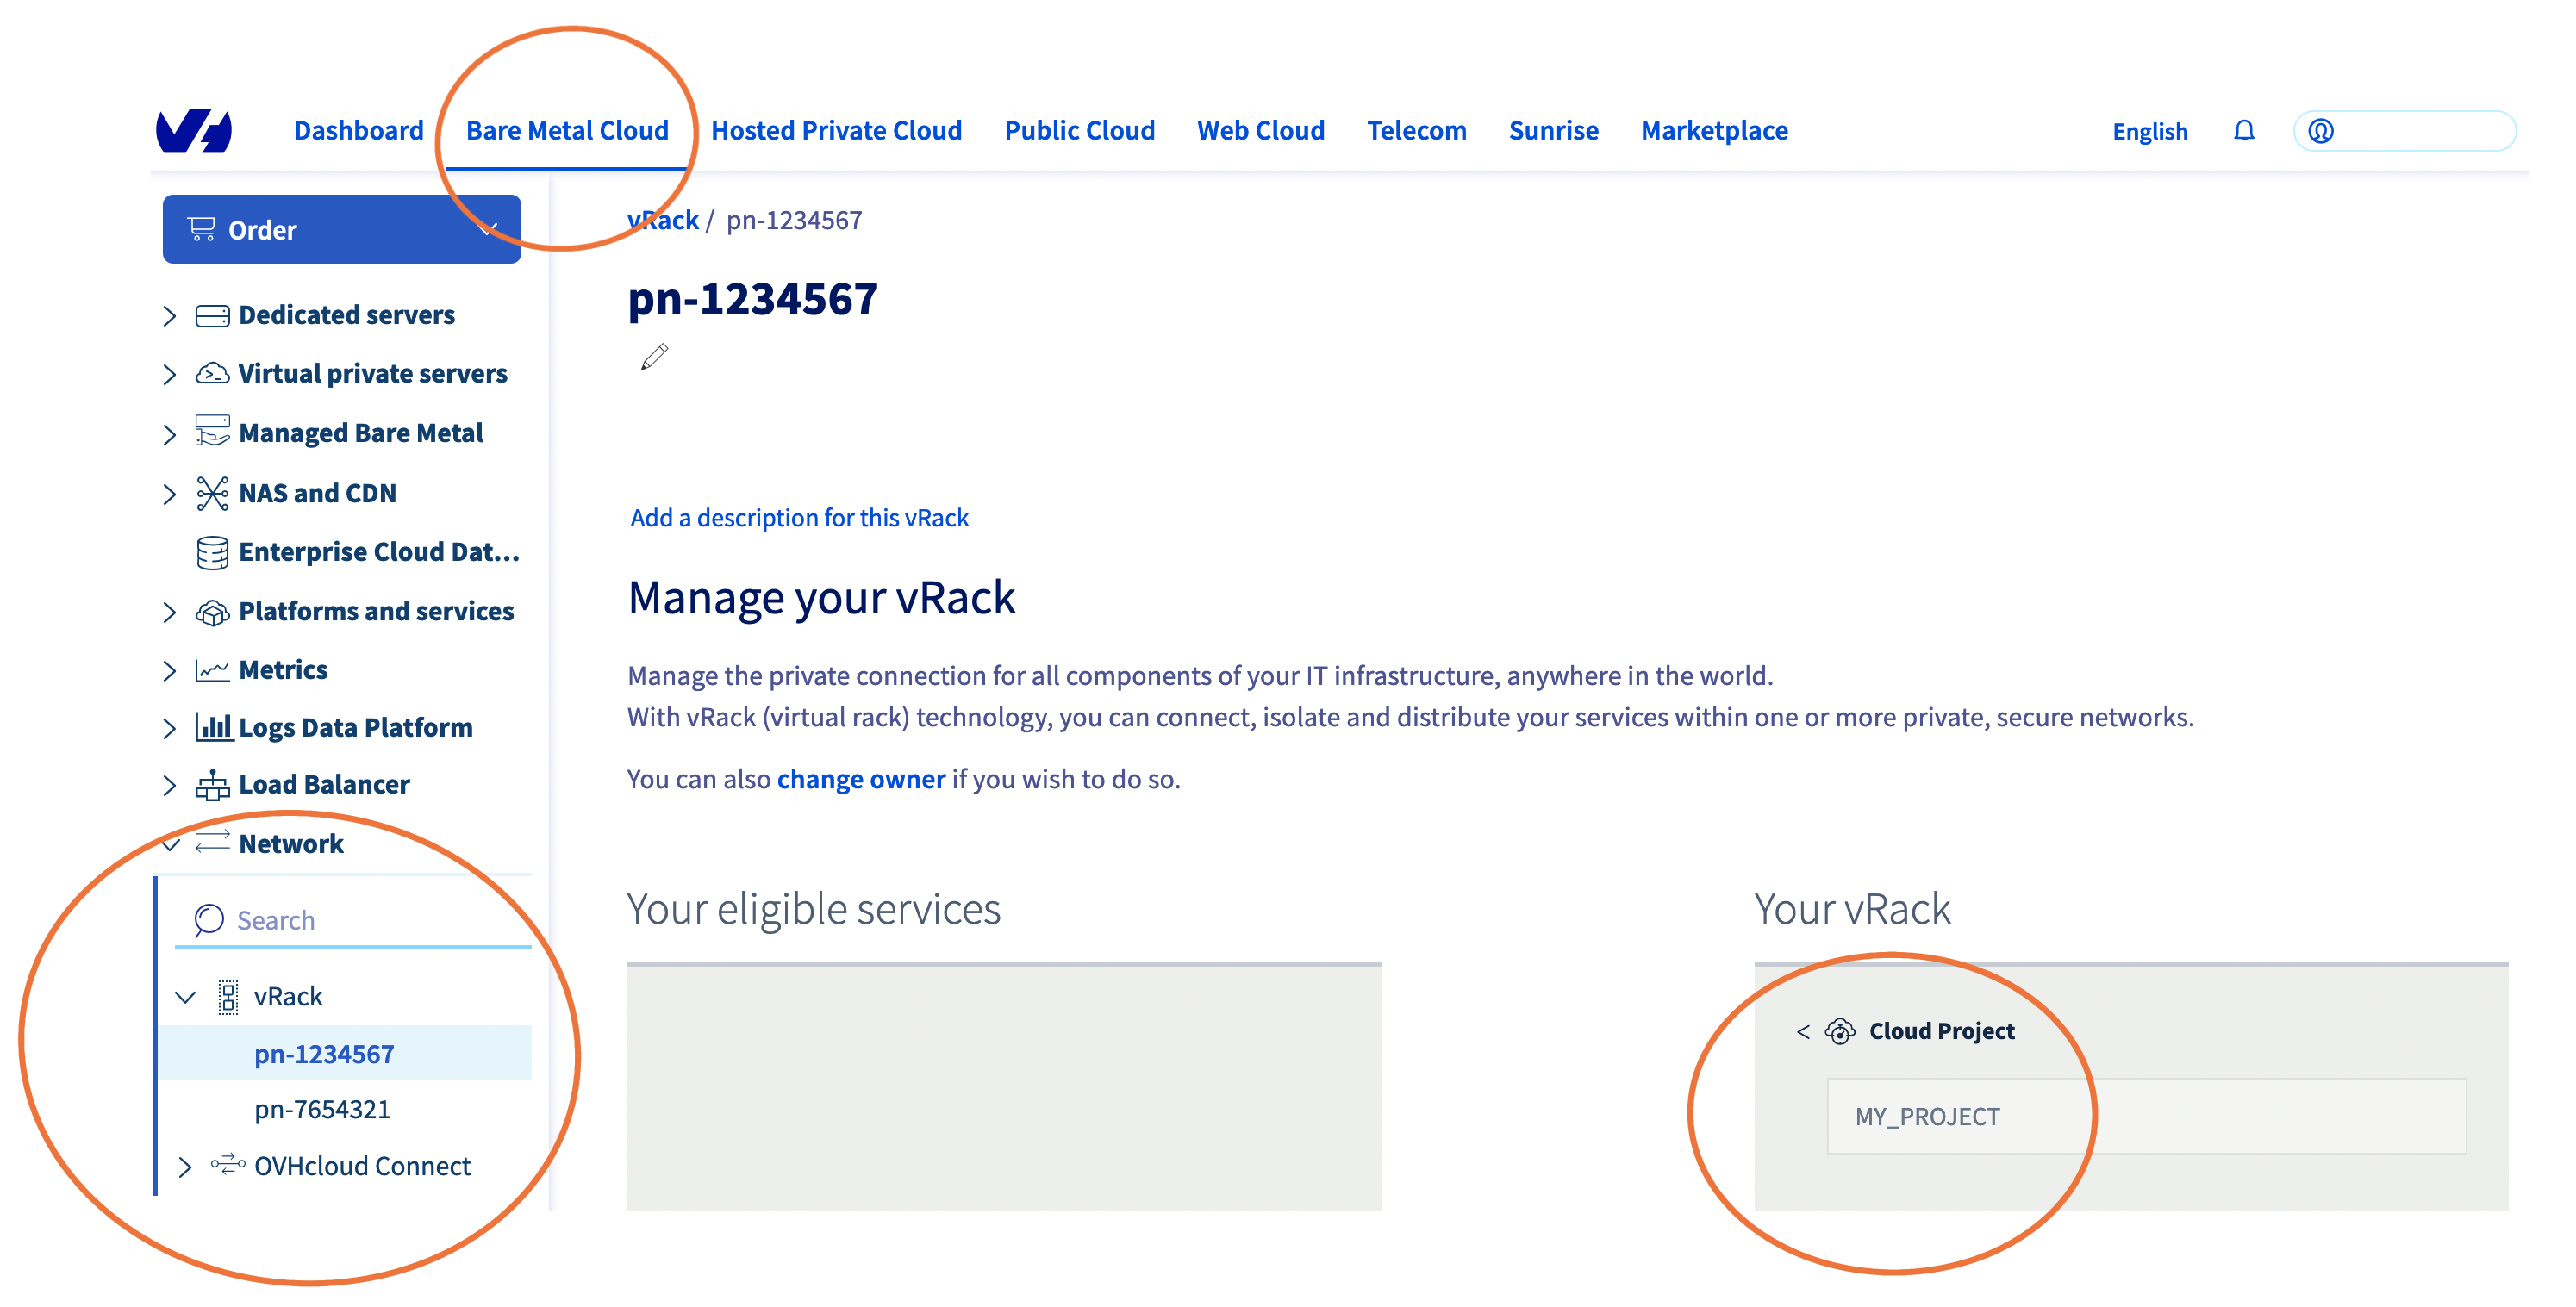 Dashboard Bare Metal Cloud Hosted Private Cloud Public Cloud Web Cloud Telecom Sunrise Marketplace English
Order
Dedicated servers
Virtual private servers
Managed Bare Metal
NAS and CDN
Enterprise Cloud Dat...
Platforms and services
Metrics
Logs Data Platform
Load Balancer
Network
Search
vRack
pn-1234567
pn-7654321
OVHcloud Connect
vRack / pn-1234567
pn-1234567
Add a description for this vRack
Manage your vRack
Manage the private connection for all components of your IT infrastructure, anywhere in the world.
With vRack (virtual rack) technology, you can connect, isolate and distribute your services within one or more private, secure networks.
You can also change owner if you wish to do so.
Your eligible services
Your vRack
< Cloud Project
MY_PROJECT